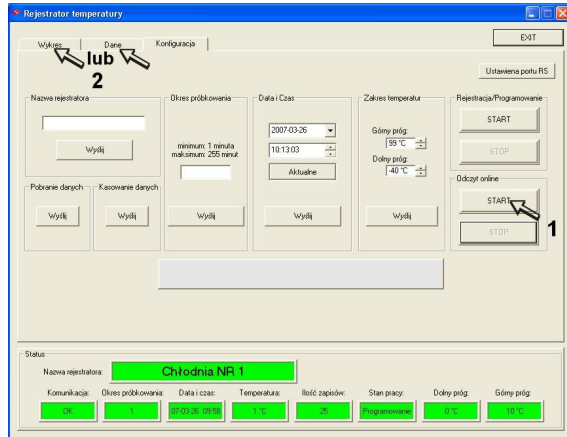 Rejestrator temperatury
EXIT
Wykres
Dane
Konfiguracja
lub
2
Ustawiena portu RS
Nazwa rejestratora
Wyślij
Okres próbkowania
minimum: 1 minuta
maksimum: 255 minut
Wyślij
Data i Czas
2007-03-26
10:13:03
Aktualne
Wyślij
Zakres temperatur
Górny próg:
99 °C
Dolny próg:
-40 °C
Wyślij
Rejestracja/Programowanie
START
STOP
Pobranie danych
Wyślij
Kasowanie danych
Wyślij
Odczyt online
START
1
STOP
Status
Nazwa rejestratora:
Chłodnia NR 1
Komunikacja: Okres próbkowania: Data i czas: Temperatura: Ilość zapisów: Stan pracy: Dolny próg: Górny próg:
OK 1 07-03-26 09:58 1 °C 25 Programowanie 0 °C 10 °C